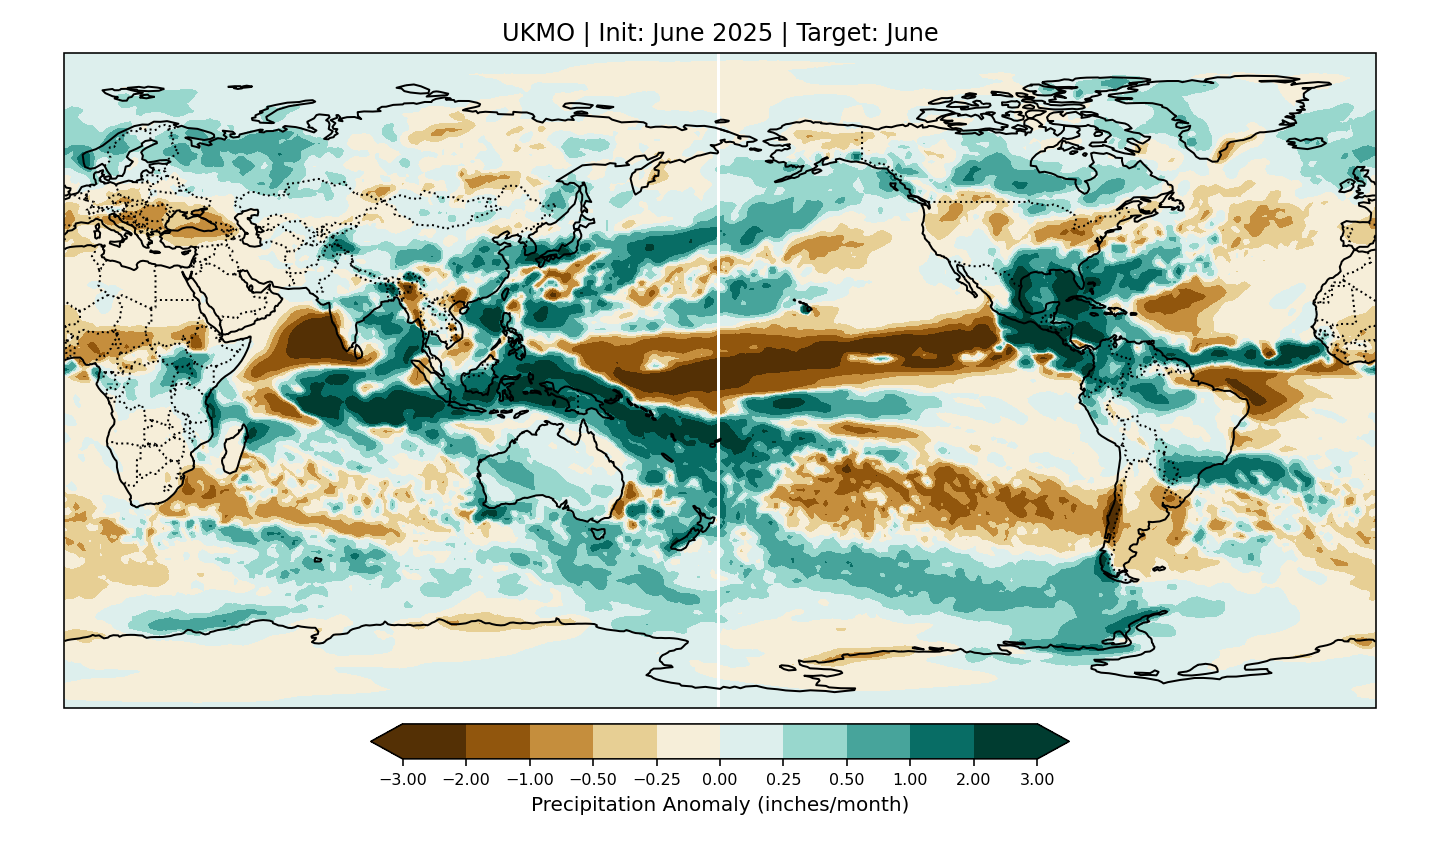 UKMO | Init: June 2025 | Target: June
−3.00 −2.00 −1.00 −0.50 −0.25 0.00 0.25 0.50 1.00 2.00 3.00
Precipitation Anomaly (inches/month)